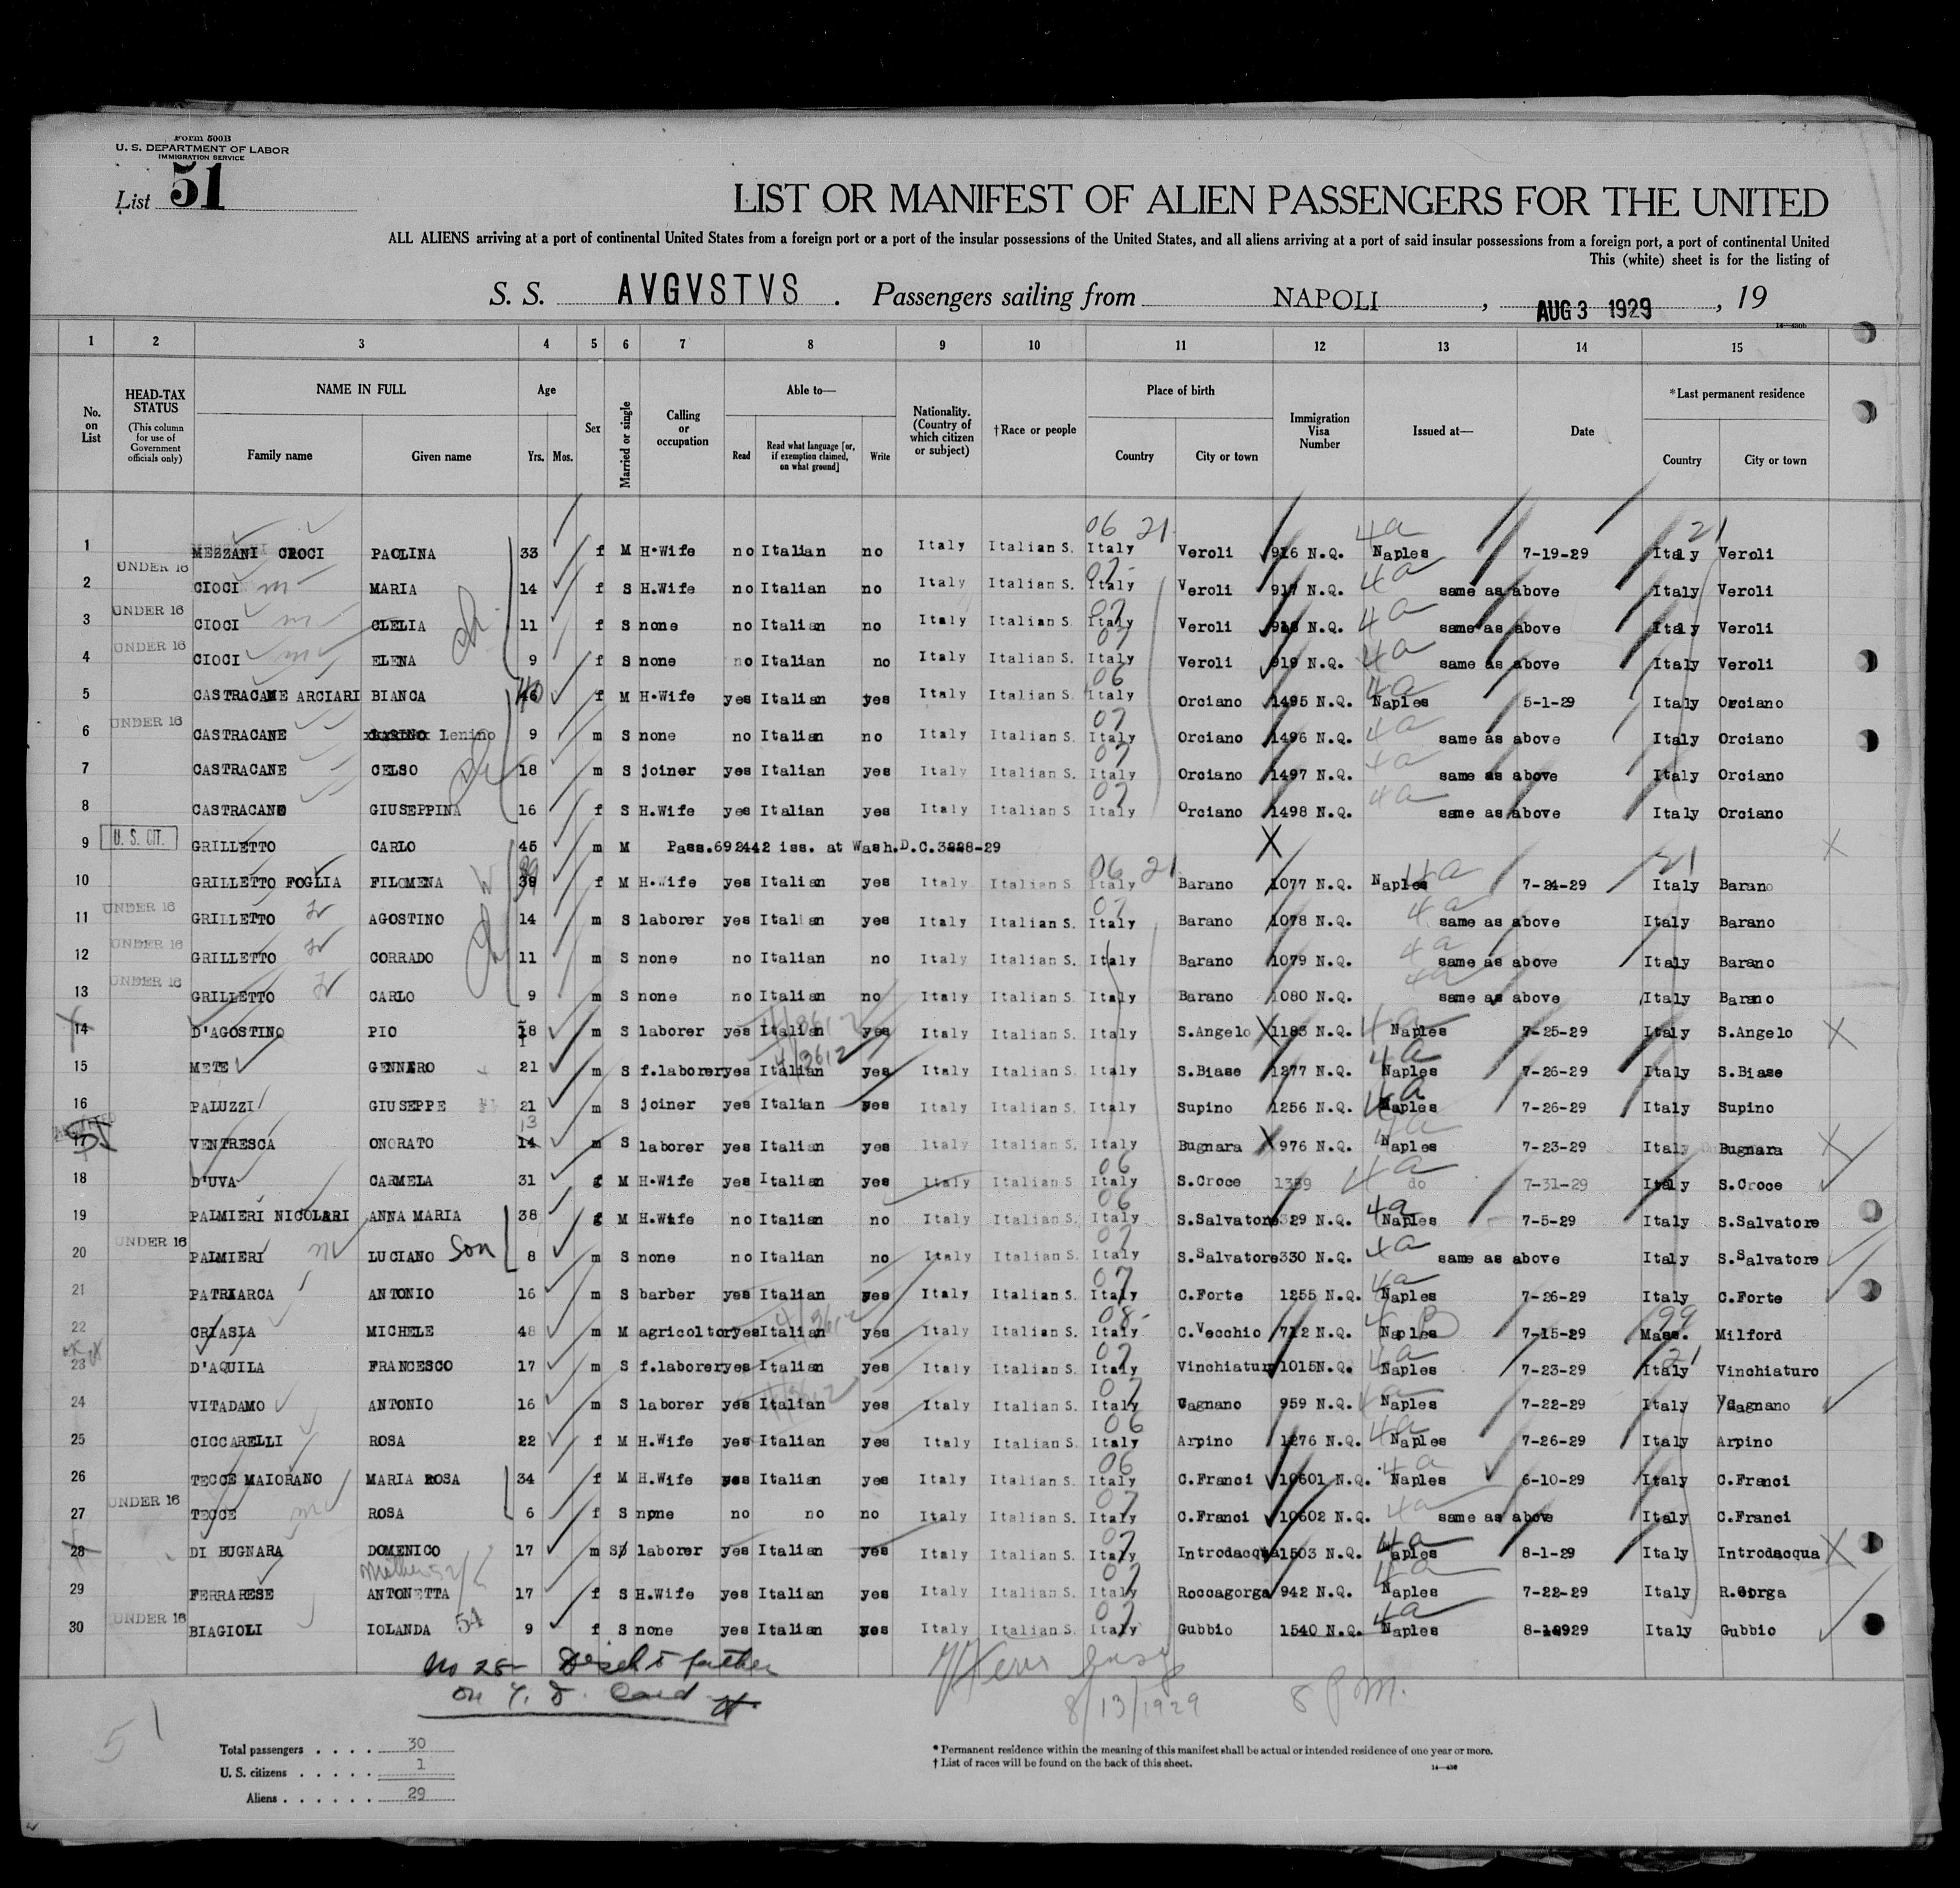 Form 500B
U. S. DEPARTMENT OF LABOR
IMMIGRATION SERVICE
List 51
LIST OR MANIFEST OF ALIEN PASSENGERS FOR THE UNITED
ALL ALIENS arriving at a port of continental United States from a foreign port or a port of the insular possessions of the United States, and all aliens arriving at a port of said insular possessions from a foreign port, a port of continental United
This (white) sheet is for the listing of
S. S. AVGVSTVS . Passengers sailing from NAPOLI , AUG 3 1929 , 19
1 2 3 4 5 6 7 8 9 10 11 12 13 14 15
No. on List
HEAD-TAX STATUS (This column for use of Government officials only)
NAME IN FULL Family name Given name
Age Yrs. Mos.
Sex
Married or single
Calling or occupation
Able to— Read Read what language [or, if exemption claimed, on what ground] Write
Nationality. (Country of which citizen or subject)
†Race or people
Place of birth Country City or town
Immigration Visa Number
Issued at—
Date
*Last permanent residence Country City or town
1 MEZZANI CROCI PAOLINA 33 f M H.Wife no Italian no Italy Italian S. Italy Veroli 916 N.Q. Naples 7-19-29 Italy Veroli
2 UNDER 16 CIOCI MARIA 14 f S H.Wife no Italian no Italy Italian S. Italy Veroli 917 N.Q. same as above Italy Veroli
3 UNDER 16 CIOCI CLELIA 11 f S none no Italian no Italy Italian S. Italy Veroli 918 N.Q. same as above Italy Veroli
4 UNDER 16 CIOCI ELENA 9 f S none no Italian no Italy Italian S. Italy Veroli 919 N.Q. same as above Italy Veroli
5 CASTRACANE ARCIARI BIANCA 40 f M H.Wife yes Italian yes Italy Italian S. Italy Orciano 1495 N.Q. Naples 5-1-29 Italy Orciano
6 UNDER 16 CASTRACANE Lenino 9 m S none no Italian no Italy Italian S. Italy Orciano 1496 N.Q. same as above Italy Orciano
7 CASTRACANE CELSO 18 m S joiner yes Italian yes Italy Italian S. Italy Orciano 1497 N.Q. same as above Italy Orciano
8 CASTRACANE GIUSEPPINA 16 f S H.Wife yes Italian yes Italy Italian S. Italy Orciano 1498 N.Q. same as above Italy Orciano
9 U. S. CIT. GRILLETTO CARLO 45 m M Pass.692442 iss. at Wash.D.C.
10 GRILLETTO FOGLIA FILOMENA 39 f M H.Wife yes Italian yes Italy Italian S. Italy Barano 1077 N.Q. Naples 7-24-29 Italy Barano
11 UNDER 16 GRILLETTO AGOSTINO 14 m S laborer yes Italian yes Italy Italian S. Italy Barano 1078 N.Q. same as above Italy Barano
12 UNDER 16 GRILLETTO CORRADO 11 m S none no Italian no Italy Italian S. Italy Barano 1079 N.Q. same as above Italy Barano
13 UNDER 16 GRILLETTO CARLO 9 m S none no Italian no Italy Italian S. Italy Barano 1080 N.Q. same as above Italy Barano
14 D'AGOSTINO PIO 18 m S laborer yes Italian yes Italy Italian S. Italy S.Angelo 1183 N.Q. Naples 7-25-29 Italy S.Angelo
15 METE GENNARO 21 m S f.laborer yes Italian yes Italy Italian S. Italy S.Biase 1277 N.Q. Naples 7-26-29 Italy S.Biase
16 PALUZZI GIUSEPPE 21 m S joiner yes Italian yes Italy Italian S. Italy Supino 1256 N.Q. Naples 7-26-29 Italy Supino
17 VENTRESCA ONORATO 14 13 m S laborer yes Italian yes Italy Italian S. Italy Bugnara 976 N.Q. Naples 7-23-29 Italy Bugnara
18 D'UVA CARMELA 31 f M H.Wife yes Italian yes Italy Italian S. Italy S.Croce 1359 do 7-31-29 Italy S.Croce
19 PALMIERI NICOLARI ANNA MARIA 38 f M H.Wife no Italian no Italy Italian S. Italy S.Salvatore 329 N.Q. Naples 7-5-29 Italy S.Salvatore
20 UNDER 16 PALMIERI LUCIANO Son 8 m S none no Italian no Italy Italian S. Italy S.Salvatore 330 N.Q. same as above Italy S.Salvatore
21 PATRIARCA ANTONIO 16 m S barber yes Italian yes Italy Italian S. Italy C.Forte 1255 N.Q. Naples 7-26-29 Italy C.Forte
22 CRIASIA MICHELE 48 m M agricoltor yes Italian yes Italy Italian S. Italy C.Vecchio 712 N.Q. Naples 7-15-29 Mass. Milford
23 D'AQUILA FRANCESCO 17 m S f.laborer yes Italian yes Italy Italian S. Italy Vinchiatur 1015N.Q. Naples 7-23-29 Italy Vinchiaturo
24 VITADAMO ANTONIO 16 m S laborer yes Italian yes Italy Italian S. Italy Cagnano 959 N.Q. Naples 7-22-29 Italy Cagnano
25 CICCARELLI ROSA 22 f M H.Wife yes Italian yes Italy Italian S. Italy Arpino 1276 N.Q. Naples 7-26-29 Italy Arpino
26 TECCE MAIORANO MARIA ROSA 34 f M H.Wife yes Italian yes Italy Italian S. Italy C.Franci 10601 N.Q. Naples 6-10-29 Italy C.Franci
27 UNDER 16 TECCE ROSA 6 f S none no no no Italy Italian S. Italy C.Franci 10602 N.Q. same as above Italy C.Franci
28 DI BUGNARA DOMENICO 17 m S laborer yes Italian yes Italy Italian S. Italy Introdacqua 1503 N.Q. Naples 8-1-29 Italy Introdacqua
29 FERRARESE ANTONETTA 17 f S H.Wife yes Italian yes Italy Italian S. Italy Roccagorga 942 N.Q. Naples 7-22-29 Italy R.Gorga
30 UNDER 16 BIAGIOLI IOLANDA 9 f S none yes Italian yes Italy Italian S. Italy Gubbio 1540 N.Q. Naples Italy Gubbio
No 28- Disch to father
on T. D. Card
8/13/1929 8 P.M.
51
Total passengers . . . . 30
U. S. citizens . . . . . 1
Aliens . . . . . . 29
* Permanent residence within the meaning of this manifest shall be actual or intended residence of one year or more.
† List of races will be found on the back of this sheet.